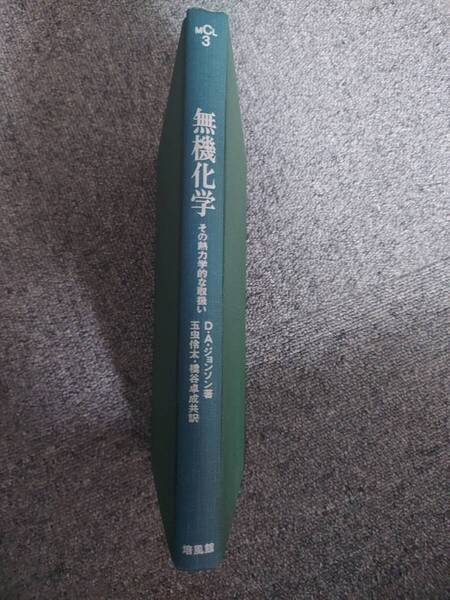 MCL
3
無機化学
その熱力学的な取扱い
D・A・ジョンソン著
玉虫伶太・橋谷卓成共訳
培風館